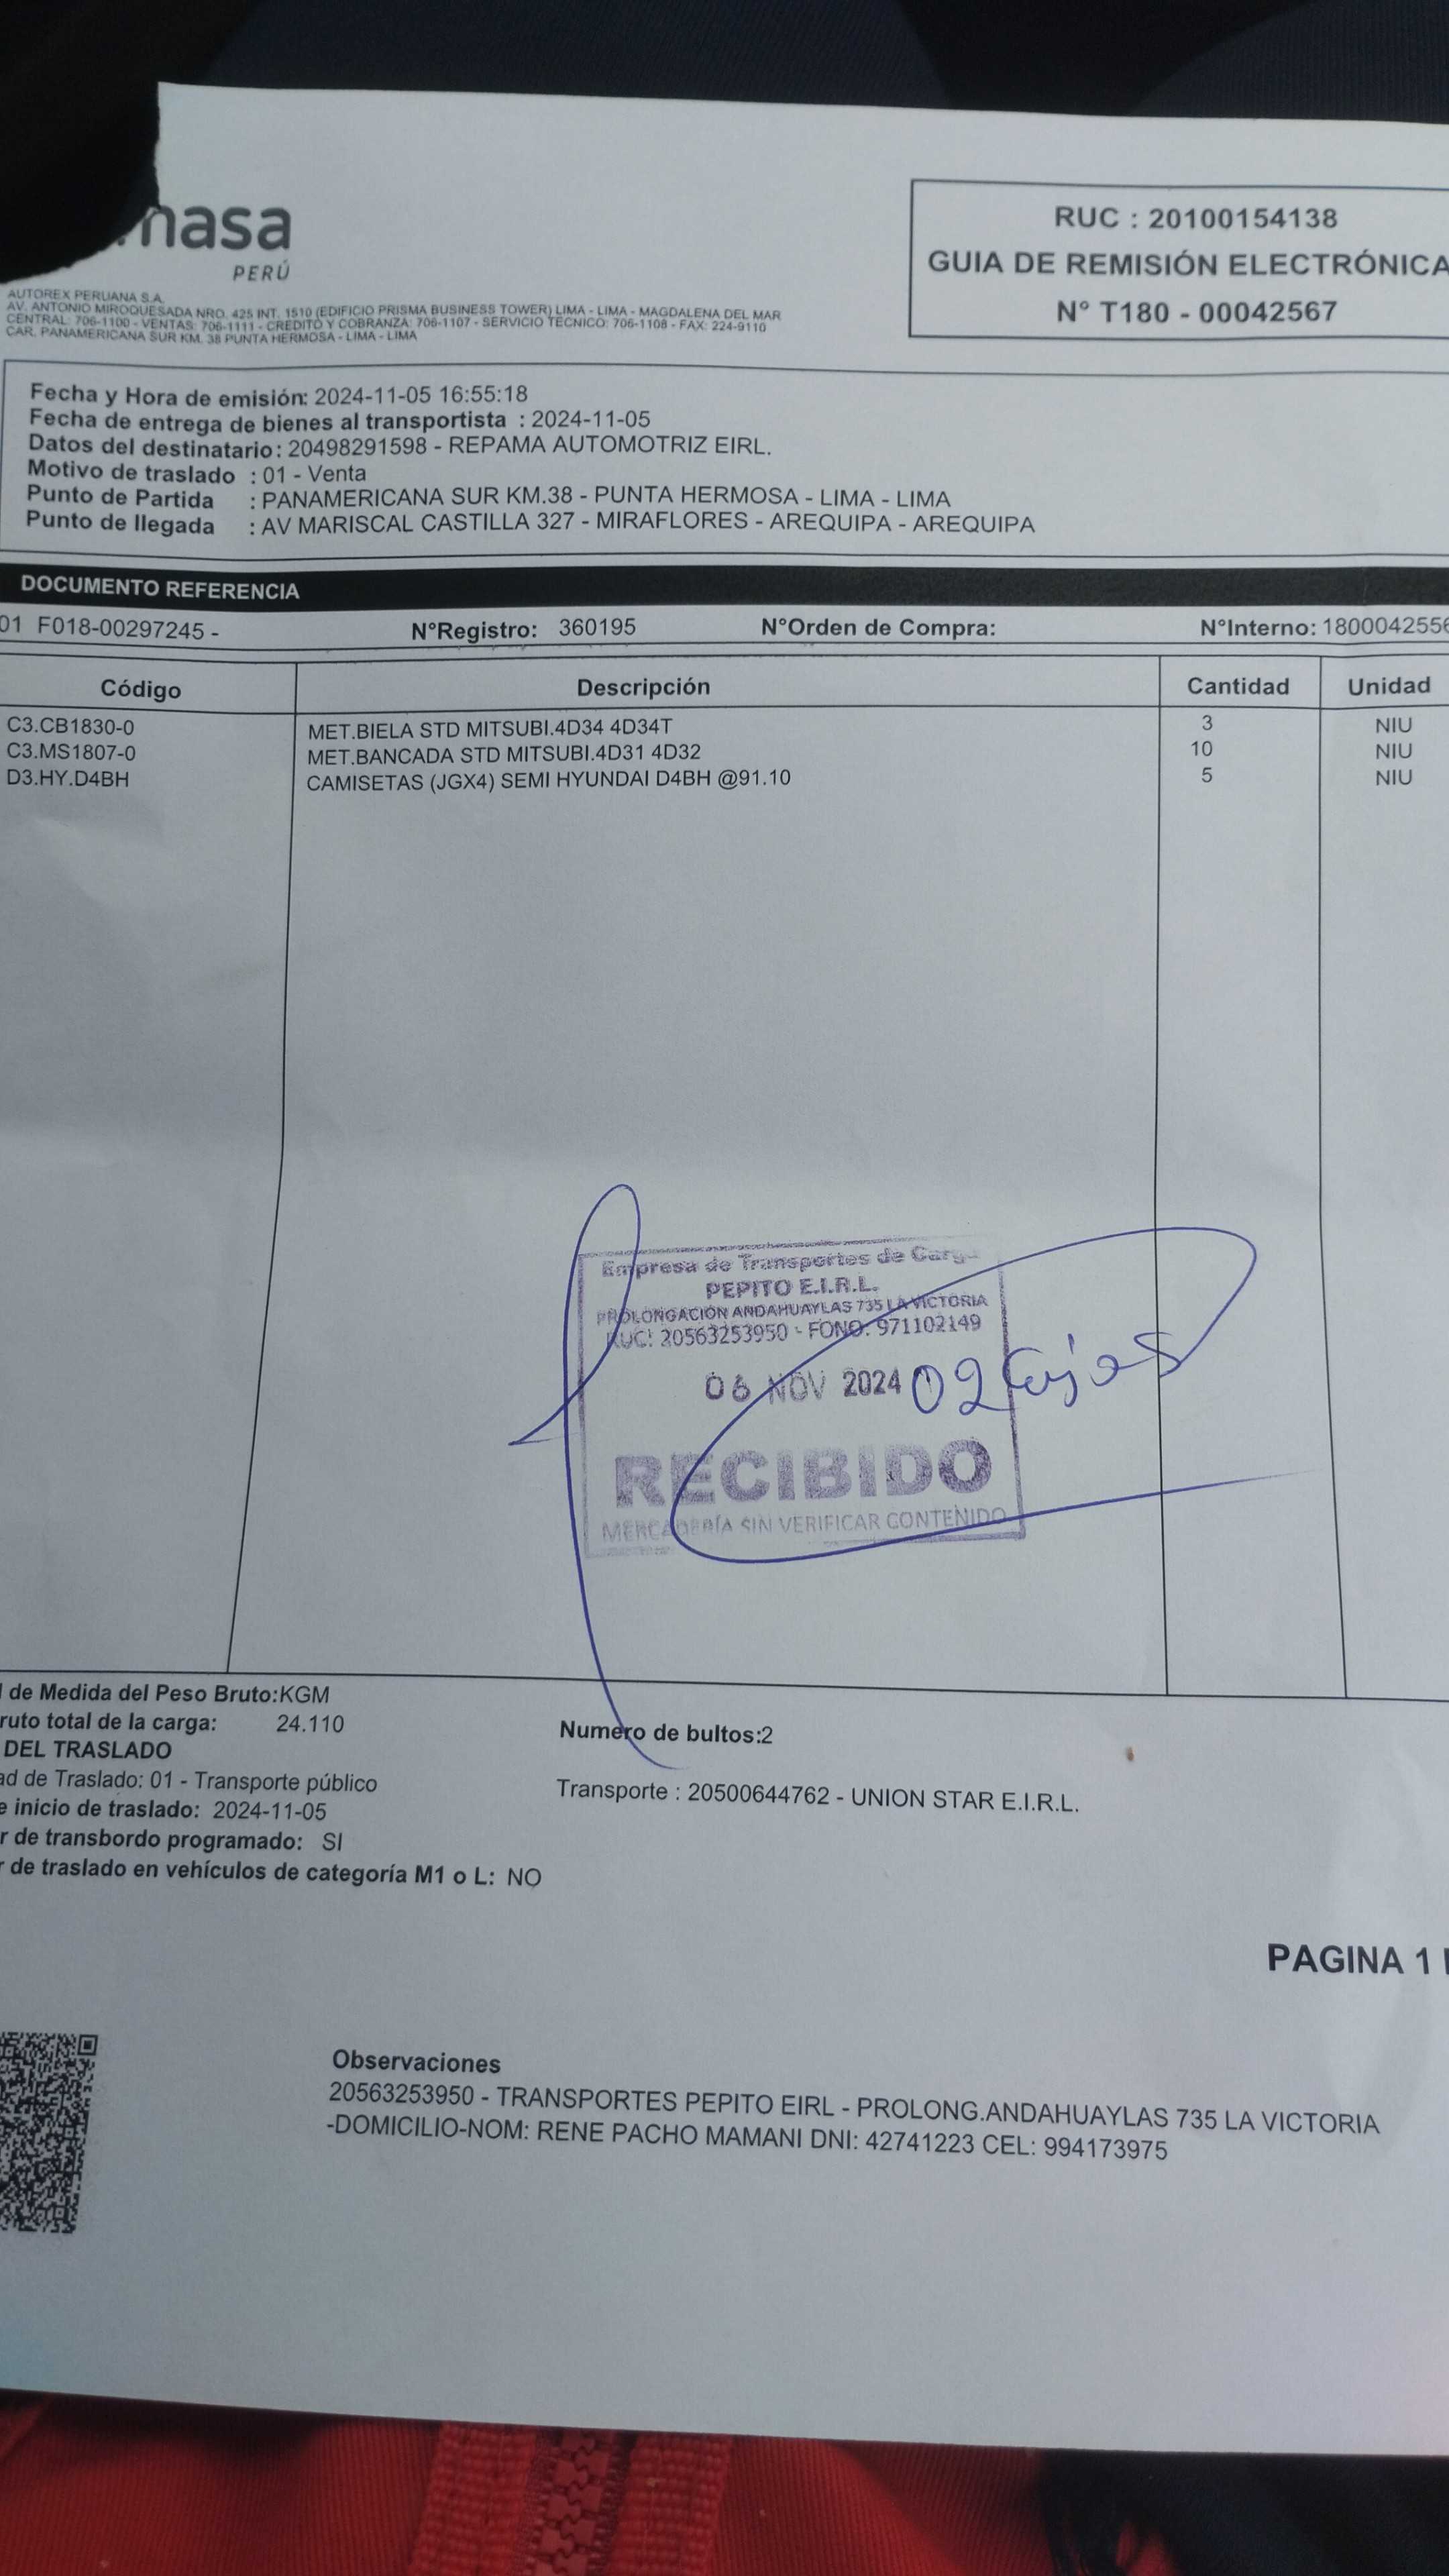 masa
PERÚ
AUTOREX PERUANA S.A.
AV. ANTONIO MIROQUESADA NRO. 425 INT. 1510 (EDIFICIO PRISMA BUSINESS TOWER) LIMA - LIMA - MAGDALENA DEL MAR
CENTRAL: 706-1100 - VENTAS: 706-1111 - CREDITO Y COBRANZA: 706-1107 - SERVICIO TECNICO: 706-1108 - FAX: 224-9110
CAR. PANAMERICANA SUR KM. 38 PUNTA HERMOSA - LIMA - LIMA
RUC : 20100154138
GUIA DE REMISIÓN ELECTRÓNICA
N° T180 - 00042567
Fecha y Hora de emisión: 2024-11-05 16:55:18
Fecha de entrega de bienes al transportista : 2024-11-05
Datos del destinatario: 20498291598 - REPAMA AUTOMOTRIZ EIRL.
Motivo de traslado : 01 - Venta
Punto de Partida : PANAMERICANA SUR KM.38 - PUNTA HERMOSA - LIMA - LIMA
Punto de llegada : AV MARISCAL CASTILLA 327 - MIRAFLORES - AREQUIPA - AREQUIPA
DOCUMENTO REFERENCIA
01 F018-00297245 - N°Registro: 360195 N°Orden de Compra: N°Interno: 1800042556
Código Descripción Cantidad Unidad
C3.CB1830-0 MET.BIELA STD MITSUBI.4D34 4D34T 3 NIU
C3.MS1807-0 MET.BANCADA STD MITSUBI.4D31 4D32 10 NIU
D3.HY.D4BH CAMISETAS (JGX4) SEMI HYUNDAI D4BH @91.10 5 NIU
Empresa de Transportes de Carga
PEPITO E.I.R.L.
PROLONGACION ANDAHUAYLAS 735 LA VICTORIA
RUC: 20563253950 - FONO: 971102149
06 NOV 2024 02 Cajas
RECIBIDO
MERCADERÍA SIN VERIFICAR CONTENIDO
de Medida del Peso Bruto:KGM
ruto total de la carga: 24.110 Numero de bultos:2
DEL TRASLADO
ad de Traslado: 01 - Transporte público Transporte : 20500644762 - UNION STAR E.I.R.L.
e inicio de traslado: 2024-11-05
r de transbordo programado: SI
r de traslado en vehículos de categoría M1 o L: NO
PAGINA 1
Observaciones
20563253950 - TRANSPORTES PEPITO EIRL - PROLONG.ANDAHUAYLAS 735 LA VICTORIA
-DOMICILIO-NOM: RENE PACHO MAMANI DNI: 42741223 CEL: 994173975